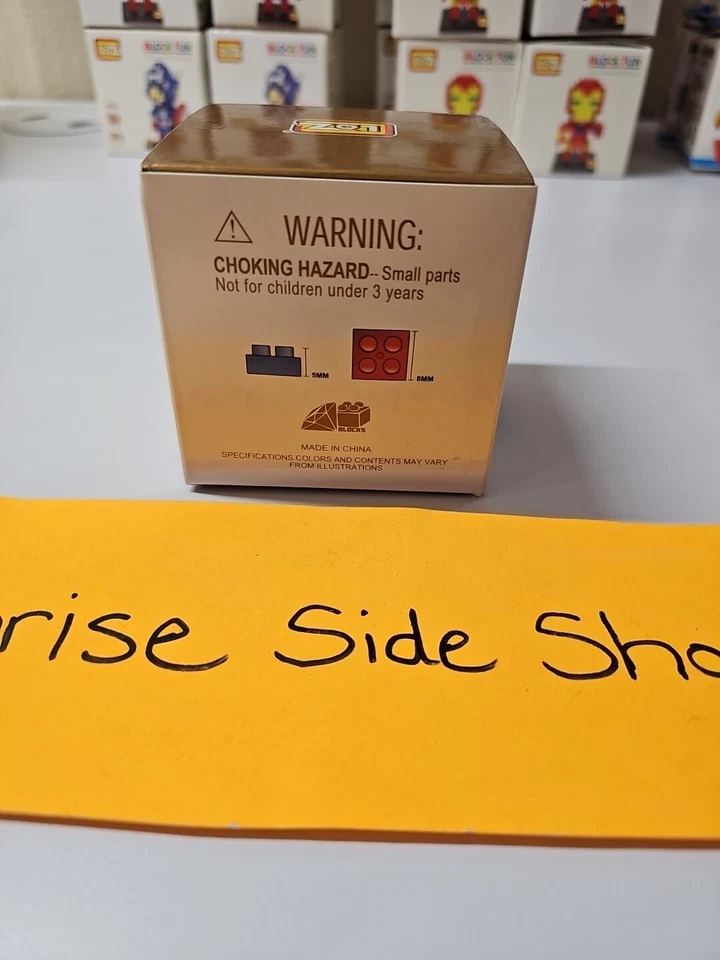 LOZ
WARNING:
CHOKING HAZARD-- Small parts
Not for children under 3 years
5MM
8MM
BLOCKS
MADE IN CHINA
SPECIFICATIONS,COLORS AND CONTENTS MAY VARY
FROM ILLUSTRATIONS
rise Side Sho